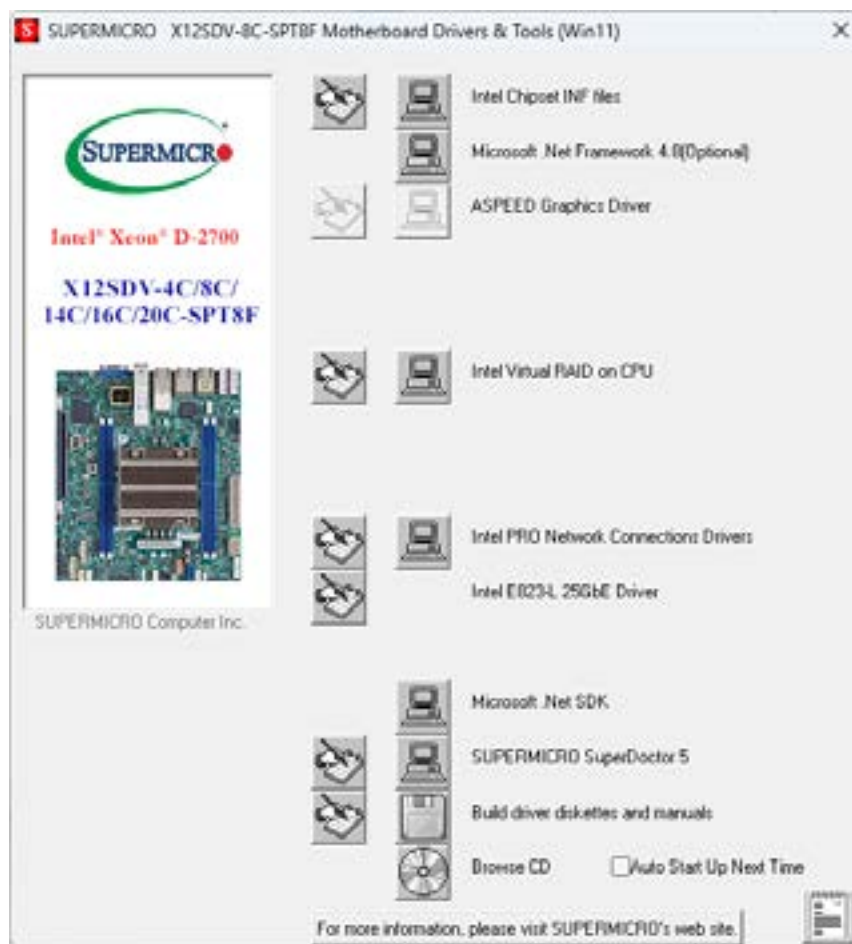 S SUPERMICRO X12SDV-8C-SPT8F Motherboard Drivers & Tools (Win11)
SUPERMICRO
Intel® Xeon® D-2700
X12SDV-4C/8C/
14C/16C/20C-SPT8F
SUPERMICRO Computer Inc.
Intel Chipset INF files
Microsoft .Net Framework 4.8(Optional)
ASPEED Graphics Driver
Intel Virtual RAID on CPU
Intel PRO Network Connections Drivers
Intel E823-L 25GbE Driver
Microsoft .Net SDK
SUPERMICRO SuperDoctor 5
Build driver diskettes and manuals
Browse CD
Auto Start Up Next Time
For more information, please visit SUPERMICRO's web site.